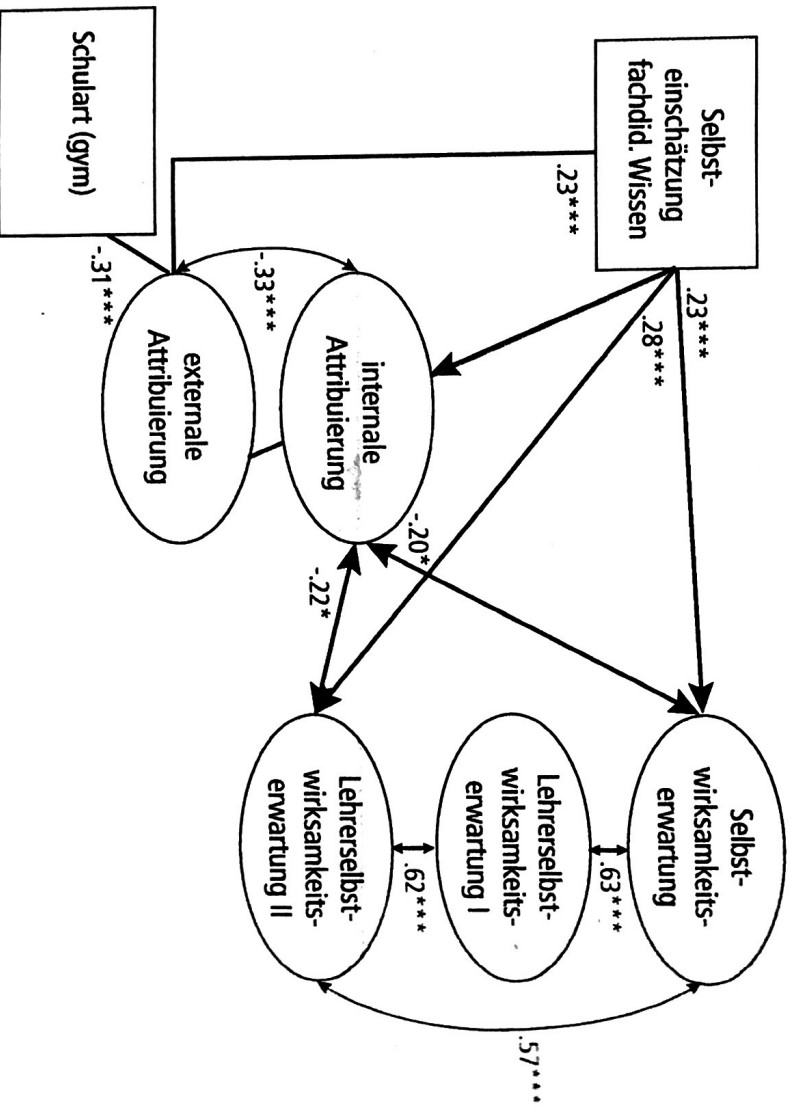 Selbst-
einschätzung
fachdid. Wissen
Schulart (gym)
.23***
.23***
.28***
-.31***
-.33***
internale
Attribuierung
externale
Attribuierung
-.20*
-.22*
Selbst-
wirksamkeits-
erwartung
.63***
Lehrerselbst-
wirksamkeits-
erwartung I
.62***
Lehrerselbst-
wirksamkeits-
erwartung II
.57***